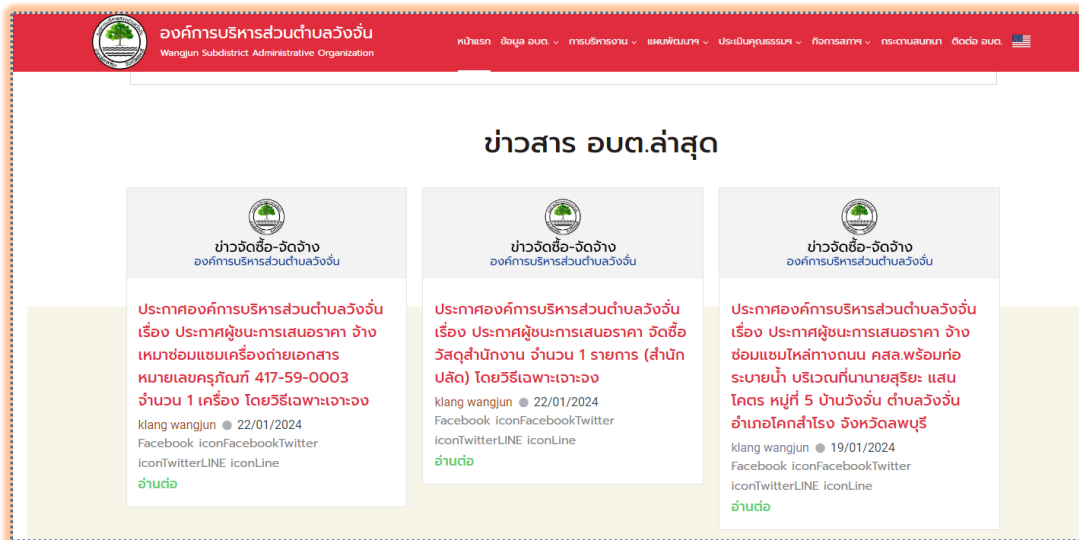 องค์การบริหารส่วนตำบลวังจั่น
Wangjun Subdistrict Administrative Organization
หน้าแรก ข้อมูล อบต. การบริหารงาน แผนพัฒนาฯ ประเมินคุณธรรมฯ กิจการสภาฯ กระดานสนทนา ติดต่อ อบต.
ข่าวสาร อบต.ล่าสุด
ข่าวจัดซื้อ-จัดจ้าง
องค์การบริหารส่วนตำบลวังจั่น
ประกาศองค์การบริหารส่วนตำบลวังจั่น
เรื่อง ประกาศผู้ชนะการเสนอราคา จ้าง
เหมาซ่อมแซมเครื่องถ่ายเอกสาร
หมายเลขครุภัณฑ์ 417-59-0003
จำนวน 1 เครื่อง โดยวิธีเฉพาะเจาะจง
klang wangjun 22/01/2024
Facebook iconFacebookTwitter
iconTwitterLINE iconLine
อ่านต่อ
ข่าวจัดซื้อ-จัดจ้าง
องค์การบริหารส่วนตำบลวังจั่น
ประกาศองค์การบริหารส่วนตำบลวังจั่น
เรื่อง ประกาศผู้ชนะการเสนอราคา จัดซื้อ
วัสดุสำนักงาน จำนวน 1 รายการ (สำนัก
ปลัด) โดยวิธีเฉพาะเจาะจง
klang wangjun 22/01/2024
Facebook iconFacebookTwitter
iconTwitterLINE iconLine
อ่านต่อ
ข่าวจัดซื้อ-จัดจ้าง
องค์การบริหารส่วนตำบลวังจั่น
ประกาศองค์การบริหารส่วนตำบลวังจั่น
เรื่อง ประกาศผู้ชนะการเสนอราคา จ้าง
ซ่อมแซมไหล่ทางถนน คสล.พร้อมท่อ
ระบายน้ำ บริเวณที่นานายสุริยะ แสน
โคตร หมู่ที่ 5 บ้านวังจั่น ตำบลวังจั่น
อำเภอโคกสำโรง จังหวัดลพบุรี
klang wangjun 19/01/2024
Facebook iconFacebookTwitter
iconTwitterLINE iconLine
อ่านต่อ